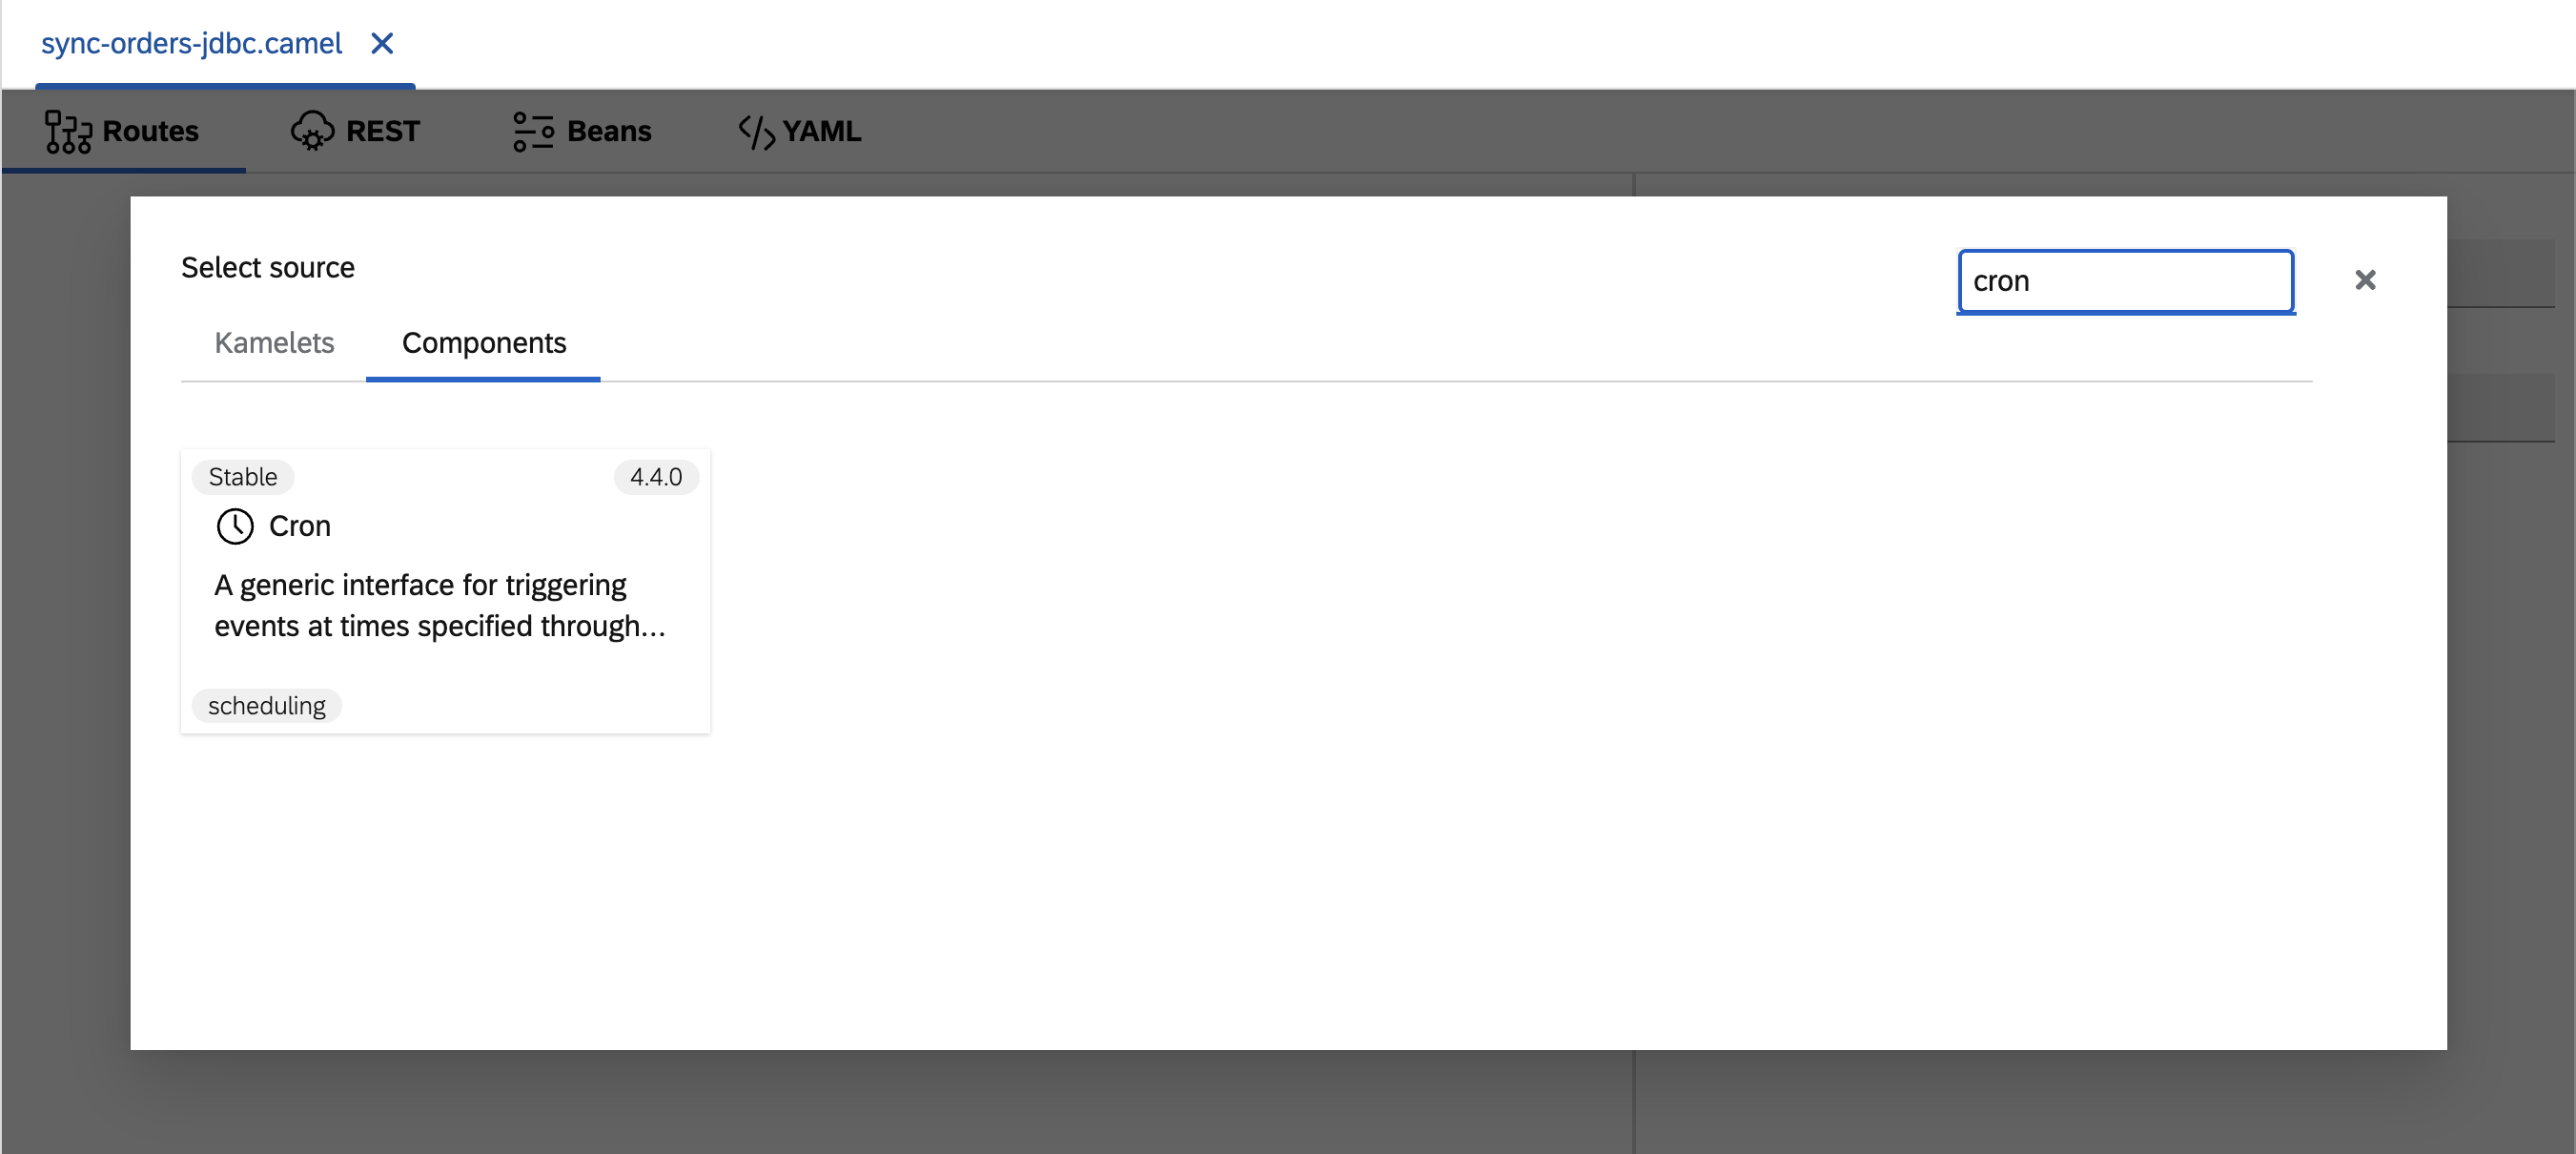 sync-orders-jdbc.camel
Routes REST Beans YAML
Select source
cron
Kamelets Components
Stable 4.4.0
Cron
A generic interface for triggering
events at times specified through...
scheduling